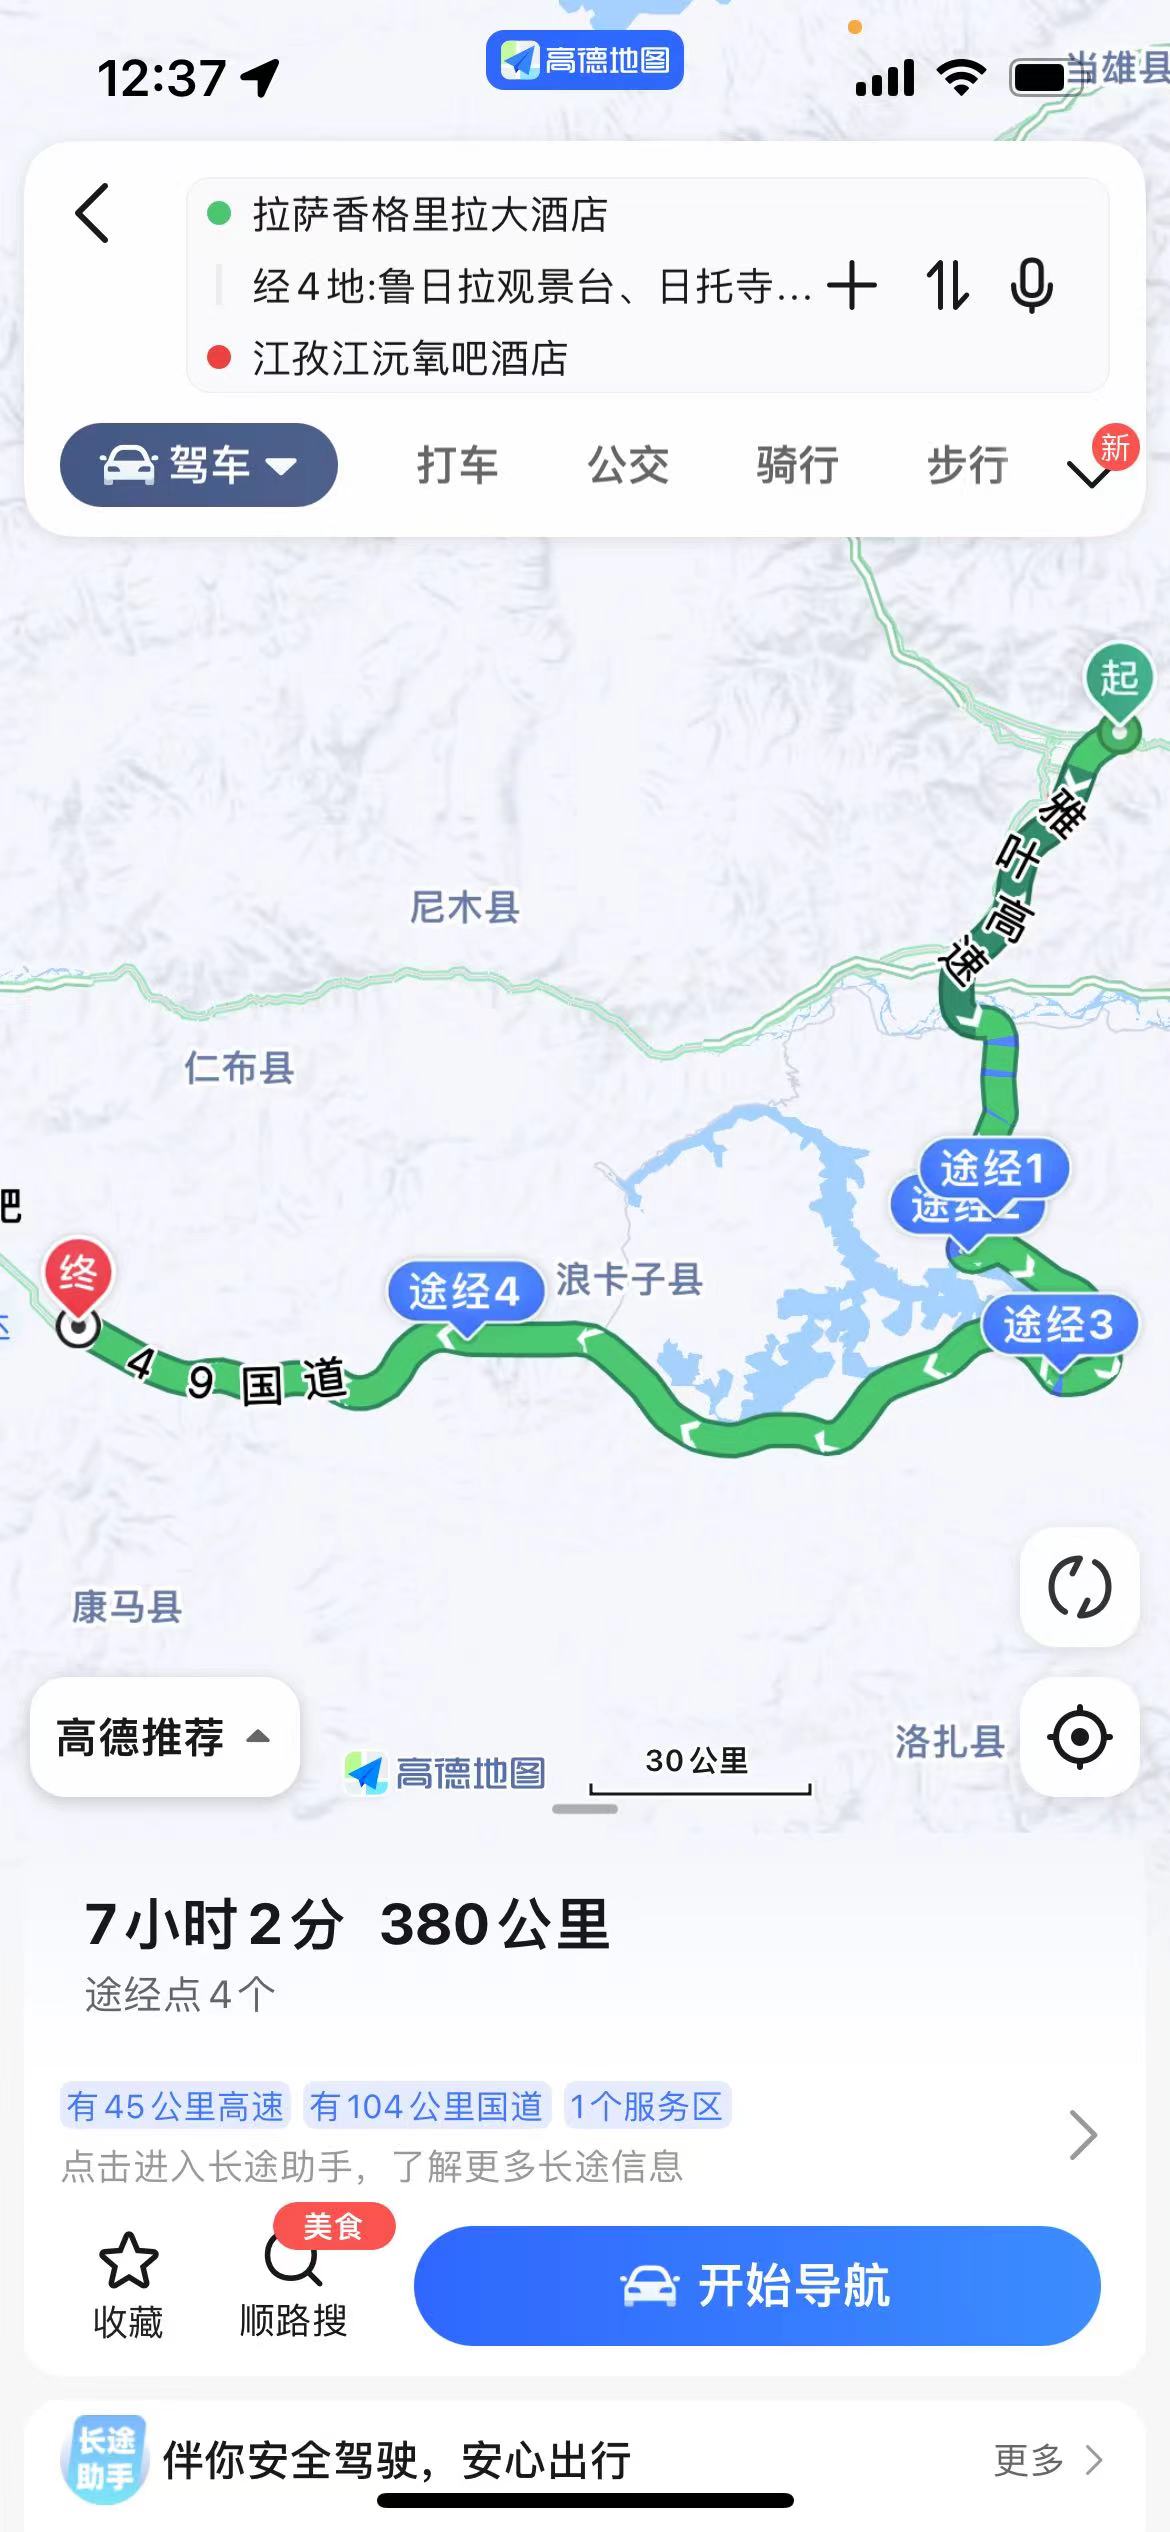 12:37
高德地图
当雄县
拉萨香格里拉大酒店
经4地:鲁日拉观景台、日托寺...
江孜江沅氧吧酒店
驾车
打车
公交
骑行
步行
新
起
雅叶高速
尼木县
仁布县
途经1
途经2
吧
终
途经4
浪卡子县
途经3
49国道
康马县
高德推荐
高德地图
30公里
洛扎县
7小时2分 380公里
途经点4个
有45公里高速 有104公里国道 1个服务区
点击进入长途助手，了解更多长途信息
美食
收藏
顺路搜
开始导航
长途助手
伴你安全驾驶，安心出行
更多